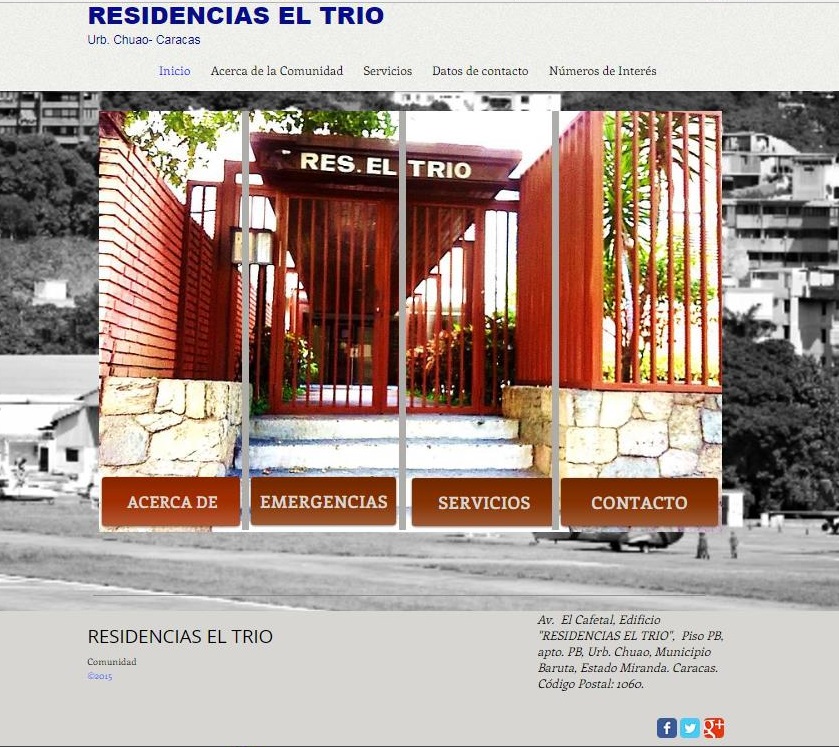 RESIDENCIAS EL TRIO
Urb. Chuao- Caracas
Inicio Acerca de la Comunidad Servicios Datos de contacto Números de Interés
RES. EL TRIO
ACERCA DE EMERGENCIAS SERVICIOS CONTACTO
RESIDENCIAS EL TRIO
Comunidad
©2015
Av. El Cafetal, Edificio
"RESIDENCIAS EL TRIO", Piso PB,
apto. PB, Urb. Chuao, Municipio
Baruta, Estado Miranda. Caracas.
Código Postal: 1060.
f
g+